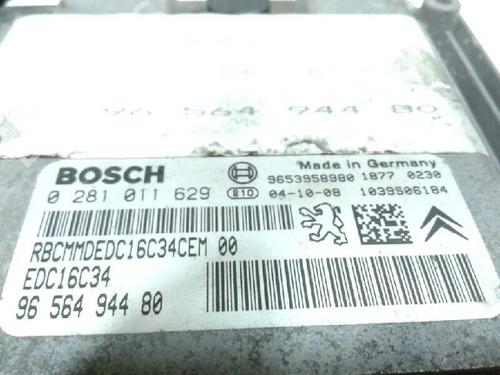 96 564 944 80
BOSCH
Made in Germany
9653958980 1877 0230
0 281 011 629 810 04-10-08 1039S06184
RBCMMDEDC16C34CEM 00
EDC16C34
96 564 944 80